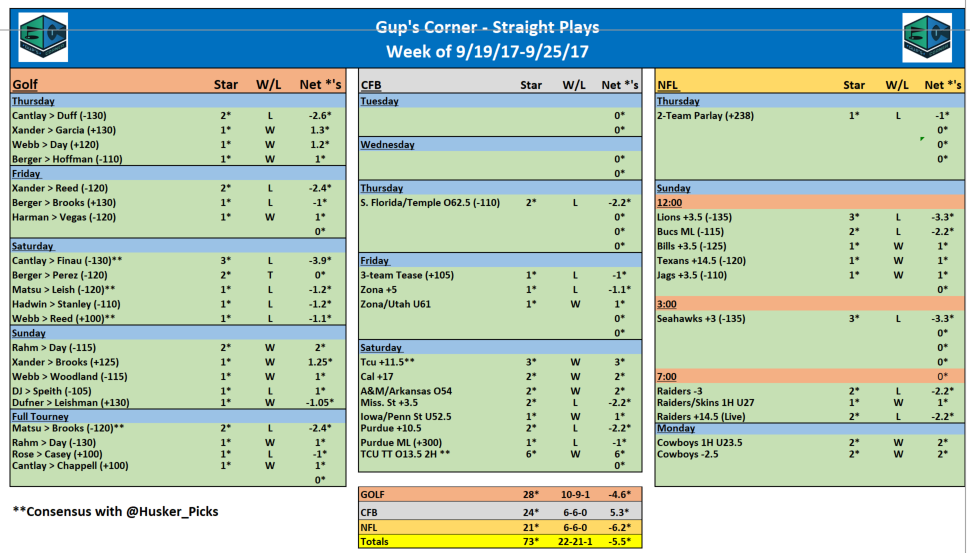 Gup's Corner - Straight Plays
Week of 9/19/17-9/25/17
Golf Star W/L Net *'s
Thursday
Cantlay > Duff (-130) 2* L -2.6*
Xander > Garcia (+130) 1* W 1.3*
Webb > Day (+120) 1* W 1.2*
Berger > Hoffman (-110) 1* W 1*
Friday
Xander > Reed (-120) 2* L -2.4*
Berger > Brooks (+130) 1* L -1*
Harman > Vegas (-120) 1* W 1*
0*
Saturday
Cantlay > Finau (-130)** 3* L -3.9*
Berger > Perez (-120) 2* T 0*
Matsu > Leish (-120)** 1* L -1.2*
Hadwin > Stanley (-110) 1* L -1.2*
Webb > Reed (+100)** 1* L -1.1*
Sunday
Rahm > Day (-115) 2* W 2*
Xander > Brooks (+125) 1* W 1.25*
Webb > Woodland (-115) 1* W 1*
DJ > Speith (-105) 1* L 1*
Dufner > Leishman (+130) 1* W -1.05*
Full Tourney
Matsu > Brooks (-120)** 2* L -2.4*
Rahm > Day (-130) 1* W 1*
Rose > Casey (+100) 1* L -1*
Cantlay > Chappell (+100) 1* W 1*
0*
**Consensus with @Husker_Picks
CFB Star W/L Net *'s
Tuesday
0*
0*
Wednesday
0*
0*
Thursday
S. Florida/Temple O62.5 (-110) 2* L -2.2*
0*
0*
0*
Friday
3-team Tease (+105) 1* L -1*
Zona +5 1* L -1.1*
Zona/Utah U61 1* W 1*
0*
0*
Saturday
Tcu +11.5** 3* W 3*
Cal +17 2* W 2*
A&M/Arkansas O54 2* W 2*
Miss. St +3.5 2* L -2.2*
Iowa/Penn St U52.5 1* W 1*
Purdue +10.5 2* L -2.2*
Purdue ML (+300) 1* L -1*
TCU TT O13.5 2H ** 6* W 6*
0*
GOLF 28* 10-9-1 -4.6*
CFB 24* 6-6-0 5.3*
NFL 21* 6-6-0 -6.2*
Totals 73* 22-21-1 -5.5*
NFL Star W/L Net *'s
Thursday
2-Team Parlay (+238) 1* L -1*
0*
0*
0*
Sunday
12:00
Lions +3.5 (-135) 3* L -3.3*
Bucs ML (-115) 2* L -2.2*
Bills +3.5 (-125) 1* W 1*
Texans +14.5 (-120) 1* W 1*
Jags +3.5 (-110) 1* W 1*
0*
3:00
Seahawks +3 (-135) 3* L -3.3*
0*
0*
0*
7:00 0*
Raiders -3 2* L -2.2*
Raiders/Skins 1H U27 1* W 1*
Raiders +14.5 (Live) 2* L -2.2*
Monday
Cowboys 1H U23.5 2* W 2*
Cowboys -2.5 2* W 2*